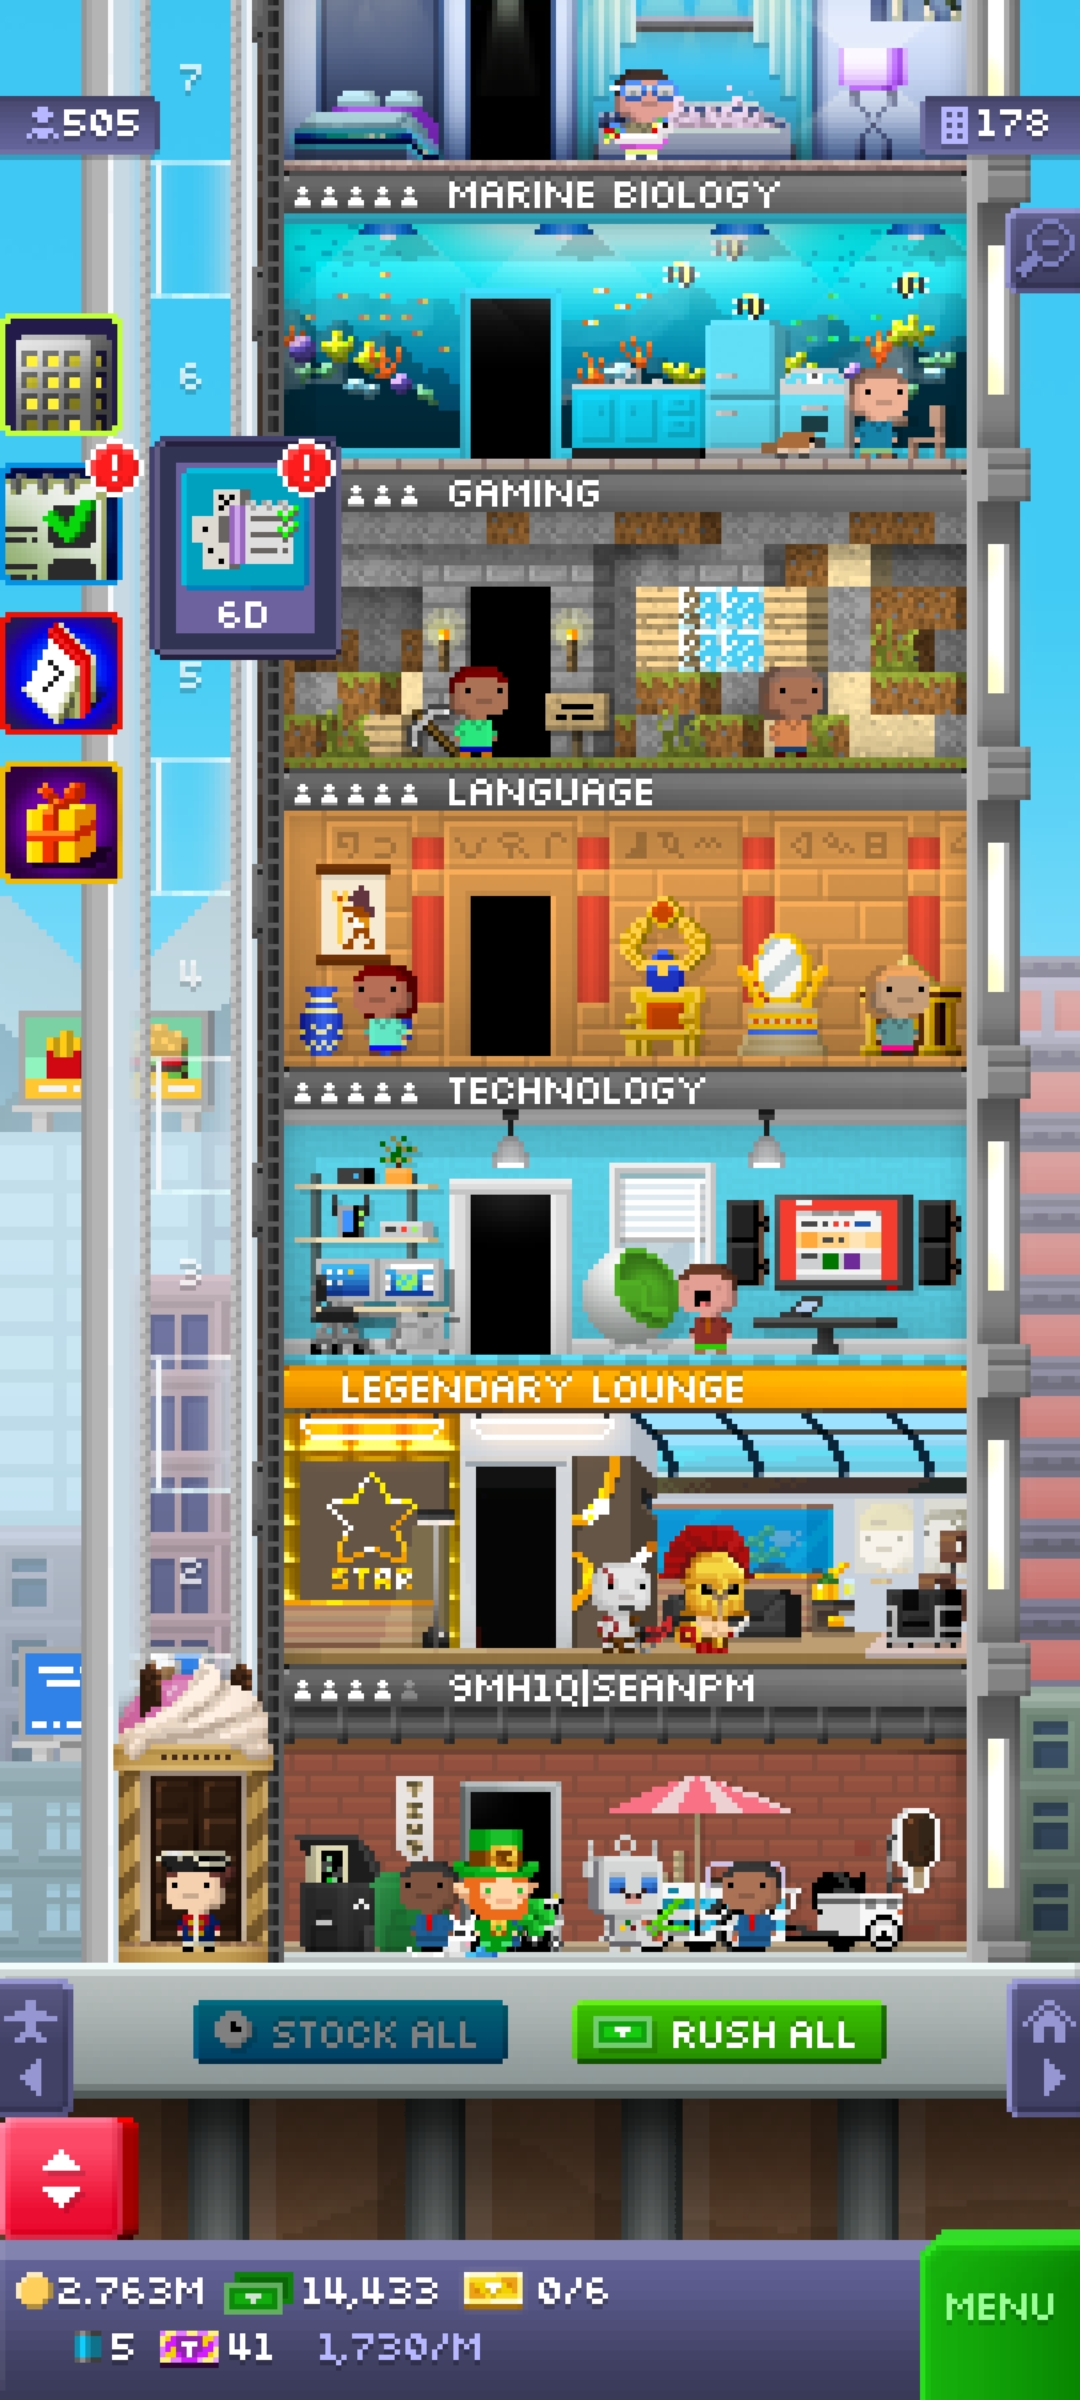 7
505
178
MARINE BIOLOGY
6
GAMING
6D
5
LANGUAGE
4
TECHNOLOGY
3
LEGENDARY LOUNGE
STAR
2
9MH1Q|SEANPM
STOCK ALL
RUSH ALL
2.763M
14,433
0/6
MENU
5
T 41
1,730/M